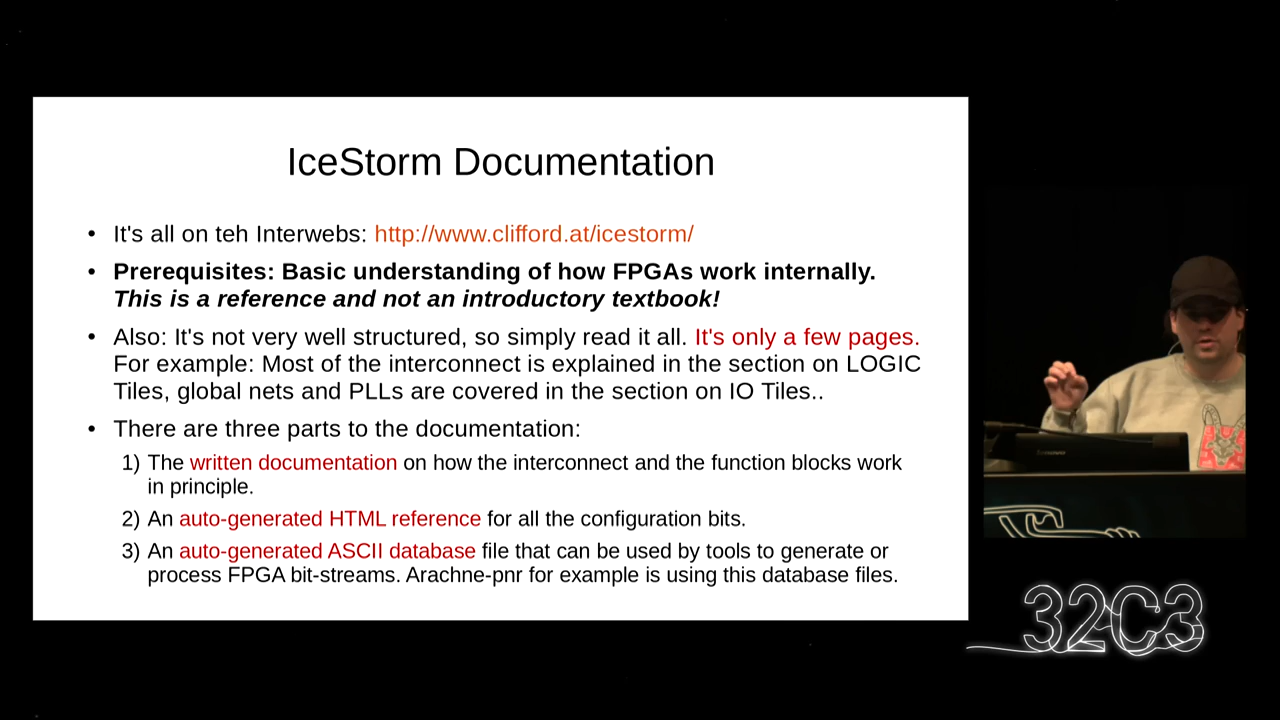 IceStorm Documentation
• It's all on teh Interwebs: http://www.clifford.at/icestorm/
• Prerequisites: Basic understanding of how FPGAs work internally.
This is a reference and not an introductory textbook!
• Also: It's not very well structured, so simply read it all. It's only a few pages.
For example: Most of the interconnect is explained in the section on LOGIC
Tiles, global nets and PLLs are covered in the section on IO Tiles..
• There are three parts to the documentation:
1) The written documentation on how the interconnect and the function blocks work
in principle.
2) An auto-generated HTML reference for all the configuration bits.
3) An auto-generated ASCII database file that can be used by tools to generate or
process FPGA bit-streams. Arachne-pnr for example is using this database files.
32C3